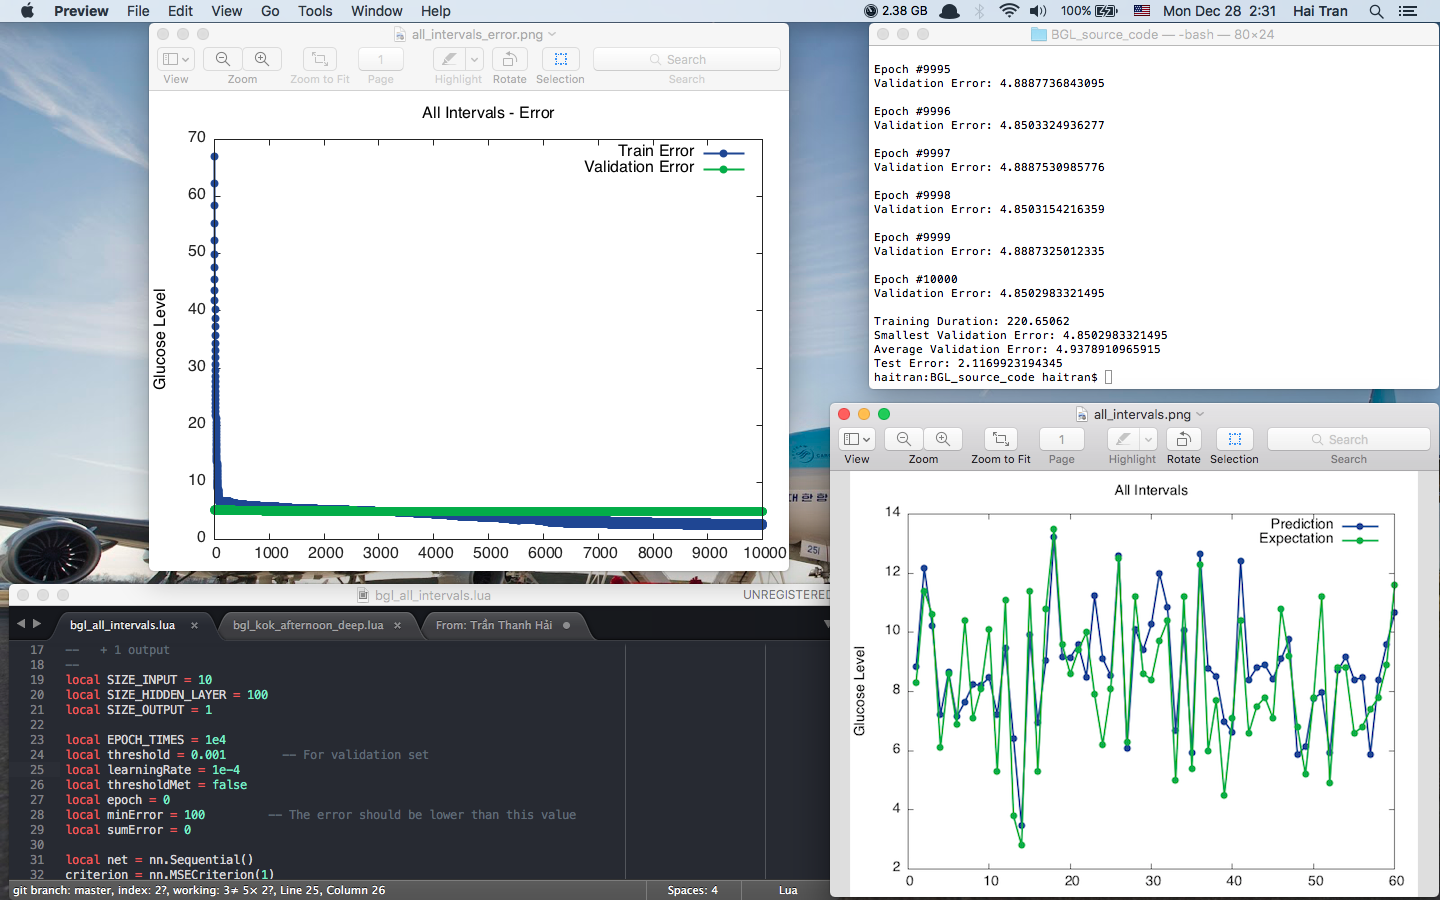 Preview File Edit View Go Tools Window Help 2.38 GB 100% Mon Dec 28 2:31 Hai Tran
all_intervals_error.png
1 Search
View Zoom Zoom to Fit Page Highlight Rotate Selection Search
All Intervals - Error
Train Error
Validation Error
Glucose Level
70
60
50
40
30
20
10
0
0 1000 2000 3000 4000 5000 6000 7000 8000 9000 10000
BGL_source_code — -bash — 80×24
Epoch #9995
Validation Error: 4.8887736843095
Epoch #9996
Validation Error: 4.8503324936277
Epoch #9997
Validation Error: 4.8887530985776
Epoch #9998
Validation Error: 4.8503154216359
Epoch #9999
Validation Error: 4.8887325012335
Epoch #10000
Validation Error: 4.8502983321495
Training Duration: 220.65062
Smallest Validation Error: 4.8502983321495
Average Validation Error: 4.9378910965915
Test Error: 2.1169923194345
haitran:BGL_source_code haitran$
대한항
251
all_intervals.png
1 Search
View Zoom Zoom to Fit Page Highlight Rotate Selection Search
All Intervals
Prediction
Expectation
Glucose Level
14
12
10
8
6
4
2
0 10 20 30 40 50 60
bgl_all_intervals.lua UNREGISTERED
bgl_all_intervals.lua × bgl_kok_afternoon_deep.lua × From: Trần Thanh Hải
17 -- + 1 output
18 --
19 local SIZE_INPUT = 10
20 local SIZE_HIDDEN_LAYER = 100
21 local SIZE_OUTPUT = 1
22
23 local EPOCH_TIMES = 1e4
24 local threshold = 0.001 -- For validation set
25 local learningRate = 1e-4
26 local thresholdMet = false
27 local epoch = 0
28 local minError = 100 -- The error should be lower than this value
29 local sumError = 0
30
31 local net = nn.Sequential()
32 criterion = nn.MSECriterion(1)
git branch: master, index: 2?, working: 3≠ 5× 2?, Line 25, Column 26 Spaces: 4 Lua